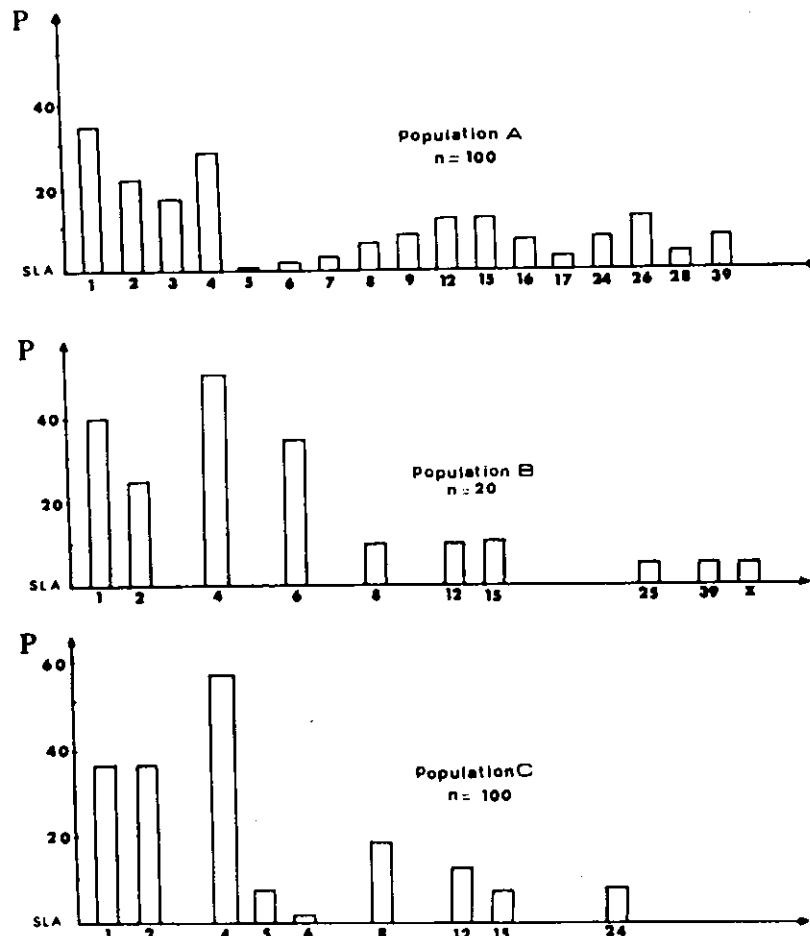 P
40
20
Population A
n = 100
SLA
1 2 3 4 5 6 7 8 9 12 15 16 17 24 26 28 39
P
40
20
Population B
n = 20
SLA
1 2 4 6 8 12 15 25 39 X
P
60
40
20
Population C
n = 100
SLA
1 2 4 5 6 8 12 15 24